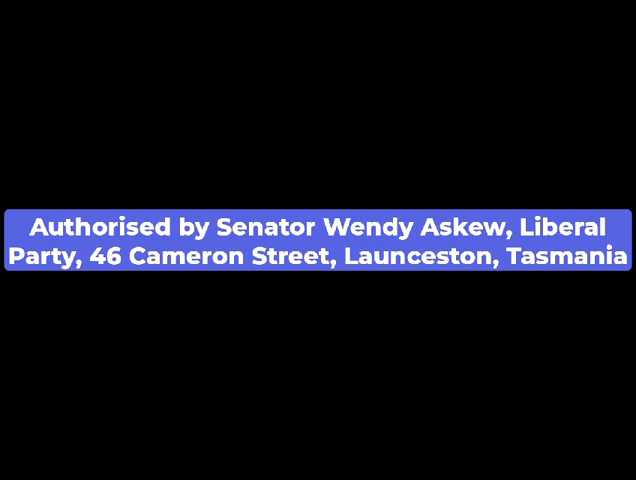 Authorised by Senator Wendy Askew, Liberal
Party, 46 Cameron Street, Launceston, Tasmania